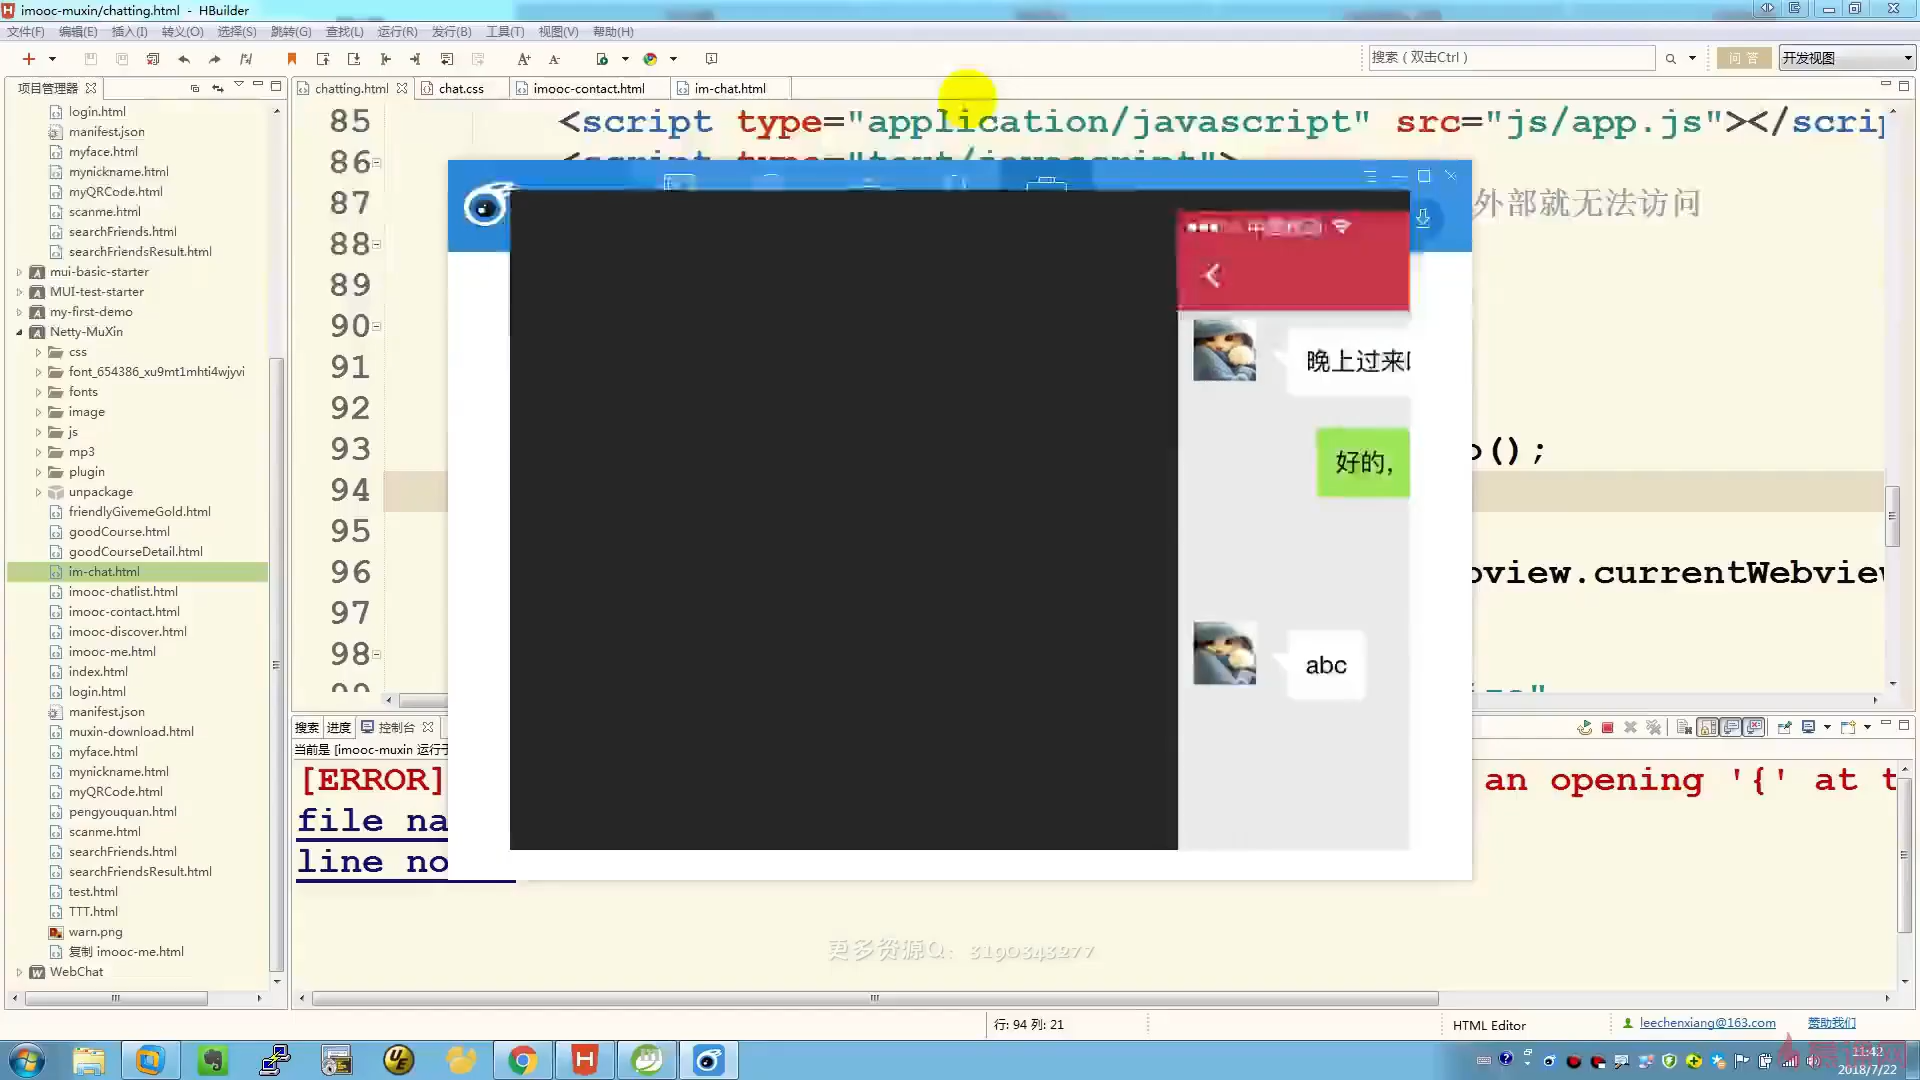 imooc-muxin/chatting.html - HBuilder
文件(F) 编辑(E) 插入(I) 转义(O) 选择(S) 跳转(G) 查找(L) 运行(R) 发行(B) 工具(T) 视图(V) 帮助(H)
搜索（双击Ctrl） 问 答 开发视图
项目管理器 chatting.html chat.css imooc-contact.html im-chat.html
login.html
manifest.json
myface.html
mynickname.html
myQRCode.html
scanme.html
searchFriends.html
searchFriendsResult.html
mui-basic-starter
MUI-test-starter
my-first-demo
Netty-MuXin
css
font_654386_xu9mt1mhti4wjyvi
fonts
image
js
mp3
plugin
unpackage
friendlyGivemeGold.html
goodCourse.html
goodCourseDetail.html
im-chat.html
imooc-chatlist.html
imooc-contact.html
imooc-discover.html
imooc-me.html
index.html
login.html
manifest.json
muxin-download.html
myface.html
mynickname.html
myQRCode.html
pengyouquan.html
scanme.html
searchFriends.html
searchFriendsResult.html
test.html
TTT.html
warn.png
复制 imooc-me.html
WebChat
85 <script type="application/javascript" src="js/app.js"></scrip
86 <script type="text/javascript">
87 外部就无法访问
88
89
90
91
92
93 ();
94
95
96 view.currentWebview
97
98
晚上过来
好的,
abc
搜索 进度 控制台
当前是 [imooc-muxin 运行于
[ERROR] an opening '{' at t
file na
line no
更多资源Q: 3190343277
行: 94 列: 21 HTML Editor leechenxiang@163.com 赞助我们
11:42
2018/7/22